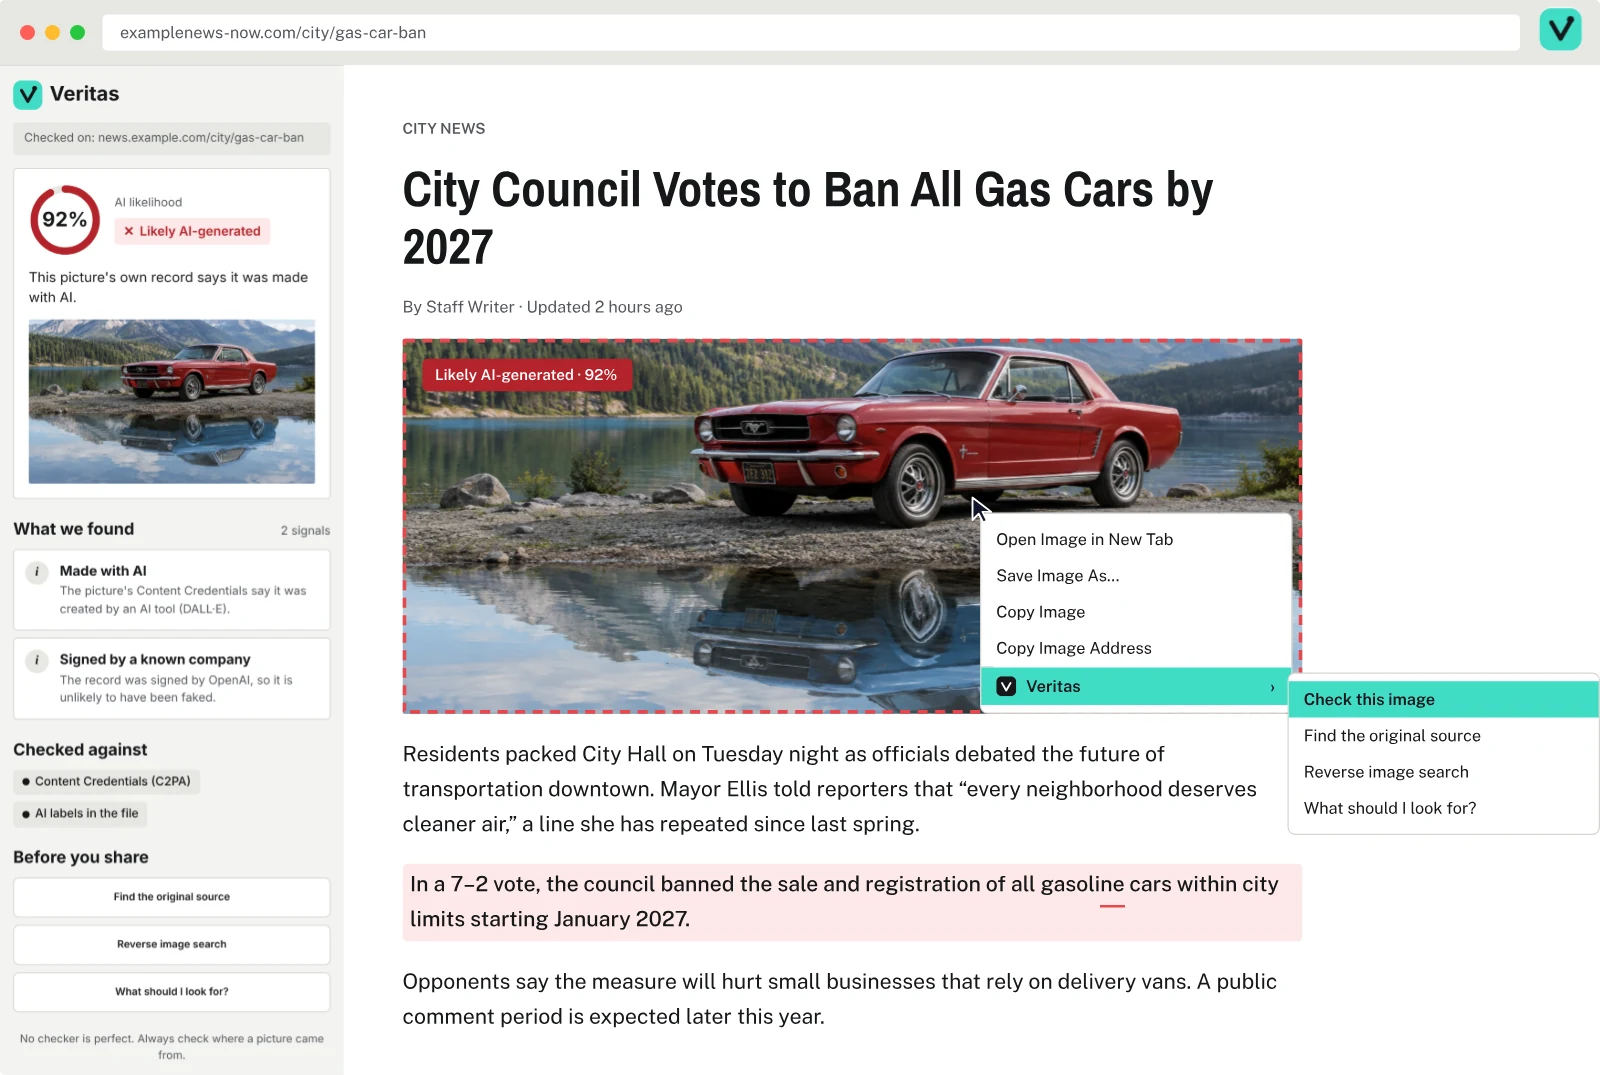 examplenews-now.com/city/gas-car-ban
Veritas
Checked on: news.example.com/city/gas-car-ban
92%
AI likelihood
✕ Likely AI-generated
This picture's own record says it was made
with AI.
What we found
2 signals
i
Made with AI
The picture's Content Credentials say it was
created by an AI tool (DALL·E).
i
Signed by a known company
The record was signed by OpenAI, so it is
unlikely to have been faked.
Checked against
● Content Credentials (C2PA)
● AI labels in the file
Before you share
Find the original source
Reverse image search
What should I look for?
No checker is perfect. Always check where a picture came
from.
CITY NEWS
City Council Votes to Ban All Gas Cars by
2027
By Staff Writer · Updated 2 hours ago
Likely AI-generated · 92%
Open Image in New Tab
Save Image As...
Copy Image
Copy Image Address
Veritas ›
Check this image
Find the original source
Reverse image search
What should I look for?
Residents packed City Hall on Tuesday night as officials debated the future of
transportation downtown. Mayor Ellis told reporters that “every neighborhood deserves
cleaner air,” a line she has repeated since last spring.
In a 7–2 vote, the council banned the sale and registration of all gasoline cars within city
limits starting January 2027.
Opponents say the measure will hurt small businesses that rely on delivery vans. A public
comment period is expected later this year.